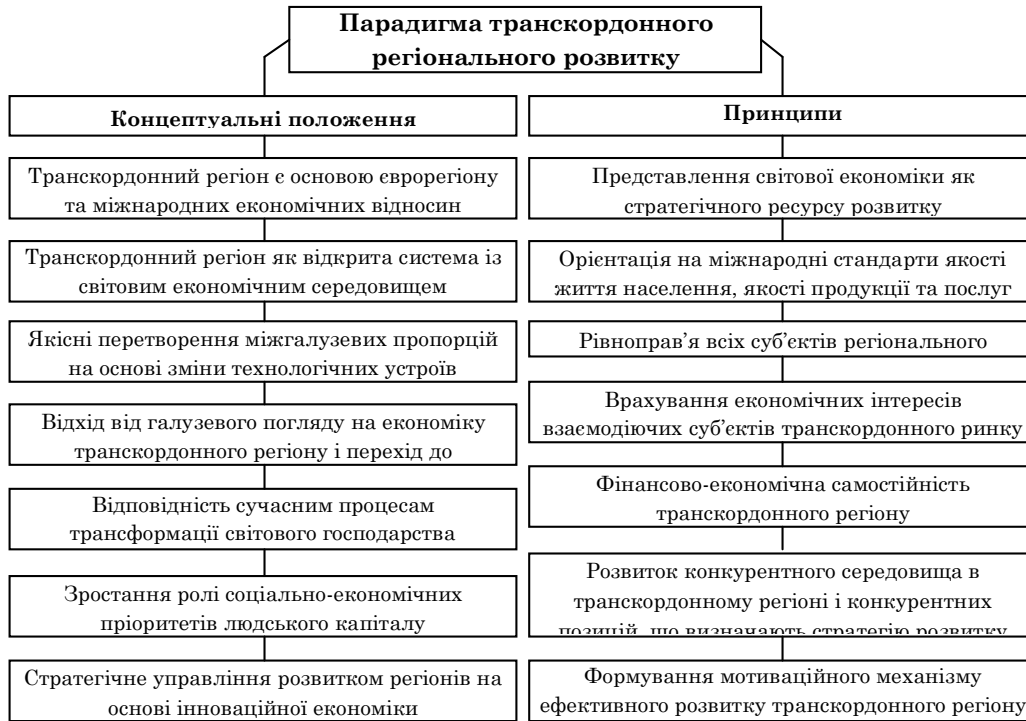 Парадигма транскордонного
регіонального розвитку
Концептуальні положення
Транскордонний регіон є основою єврорегіону
та міжнародних економічних відносин
Транскордонний регіон як відкрита система із
світовим економічним середовищем
Якісні перетворення міжгалузевих пропорцій
на основі зміни технологічних устроїв
Відхід від галузевого погляду на економіку
транскордонного регіону і перехід до
Відповідність сучасним процесам
трансформації світового господарства
Зростання ролі соціально-економічних
пріоритетів людського капіталу
Стратегічне управління розвитком регіонів на
основі інноваційної економіки
Принципи
Представлення світової економіки як
стратегічного ресурсу розвитку
Орієнтація на міжнародні стандарти якості
життя населення, якості продукції та послуг
Рівноправ’я всіх суб’єктів регіонального
Врахування економічних інтересів
взаємодіючих суб’єктів транскордонного ринку
Фінансово-економічна самостійність
транскордонного регіону
Розвиток конкурентного середовища в
транскордонному регіоні і конкурентних
позицій, що визначають стратегію розвитку
Формування мотиваційного механізму
ефективного розвитку транскордонного регіону